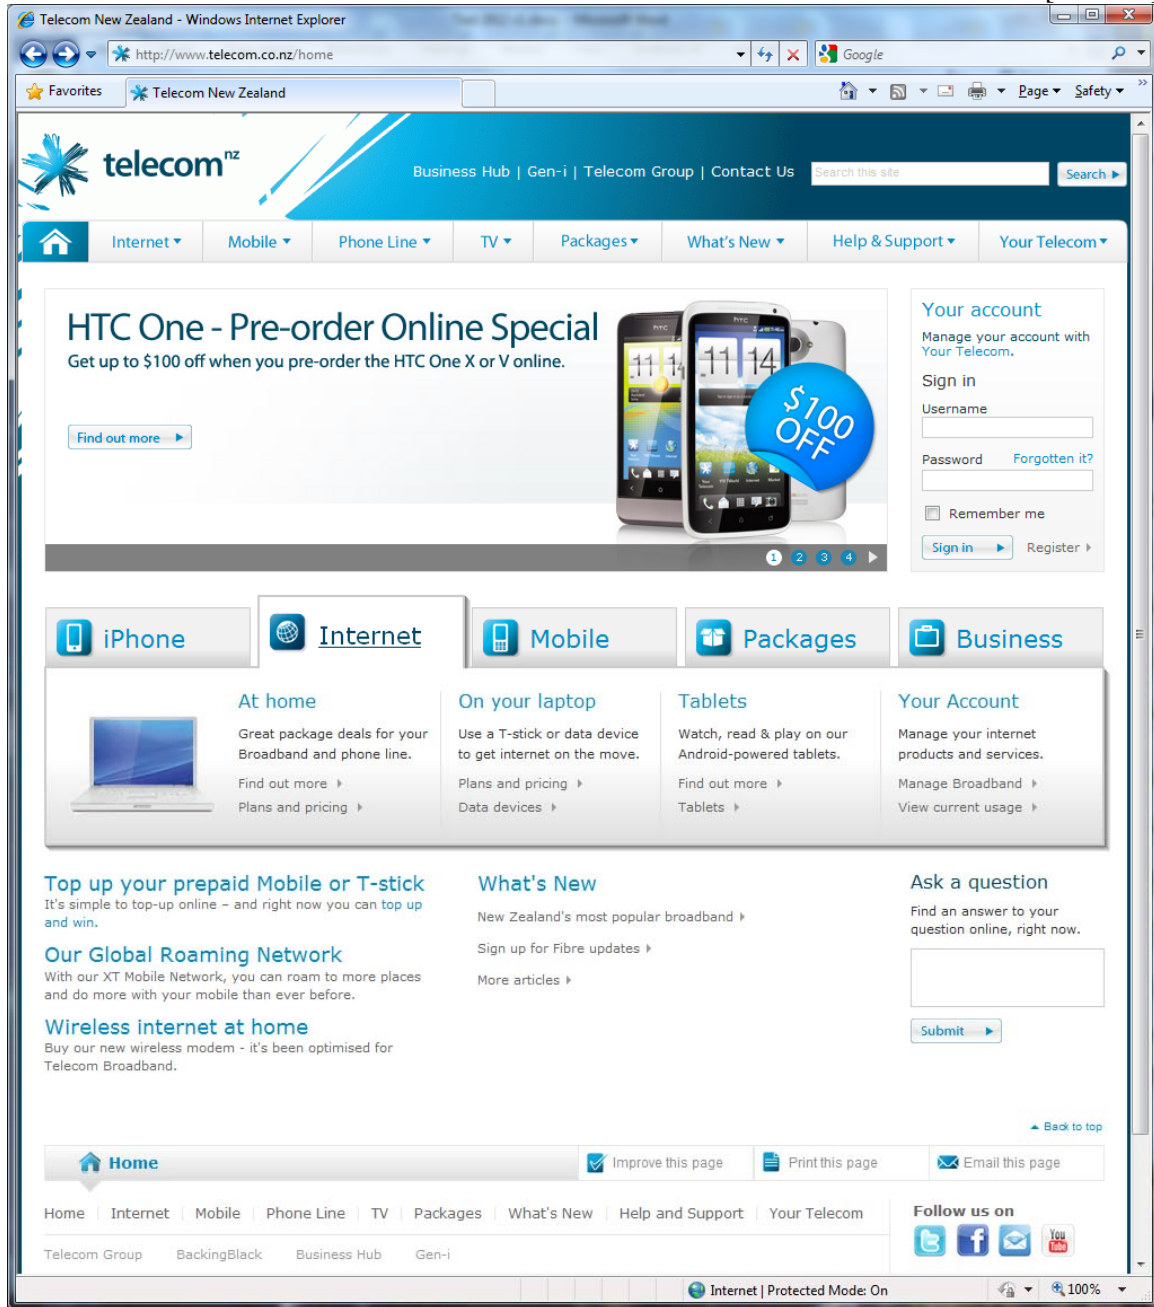 Telecom New Zealand - Windows Internet Explorer
http://www.telecom.co.nz/home
Google
Favorites
Telecom New Zealand
Page Safety
telecom nz
Business Hub | Gen-i | Telecom Group | Contact Us
Search this site
Search
Internet
Mobile
Phone Line
TV
Packages
What's New
Help & Support
Your Telecom
HTC One - Pre-order Online Special
Get up to $100 off when you pre-order the HTC One X or V online.
Find out more
$100
OFF
1 2 3 4
Your account
Manage your account with
Your Telecom.
Sign in
Username
Password Forgotten it?
Remember me
Sign in Register
iPhone
Internet
Mobile
Packages
Business
At home
Great package deals for your
Broadband and phone line.
Find out more
Plans and pricing
On your laptop
Use a T-stick or data device
to get internet on the move.
Plans and pricing
Data devices
Tablets
Watch, read & play on our
Android-powered tablets.
Find out more
Tablets
Your Account
Manage your internet
products and services.
Manage Broadband
View current usage
Top up your prepaid Mobile or T-stick
It's simple to top-up online – and right now you can top up
and win.
Our Global Roaming Network
With our XT Mobile Network, you can roam to more places
and do more with your mobile than ever before.
Wireless internet at home
Buy our new wireless modem - it's been optimised for
Telecom Broadband.
What's New
New Zealand's most popular broadband
Sign up for Fibre updates
More articles
Ask a question
Find an answer to your
question online, right now.
Submit
Back to top
Home
Improve this page
Print this page
Email this page
Home Internet Mobile Phone Line TV Packages What's New Help and Support Your Telecom
Telecom Group BackingBlack Business Hub Gen-i
Follow us on
You
Tube
Internet | Protected Mode: On
100%